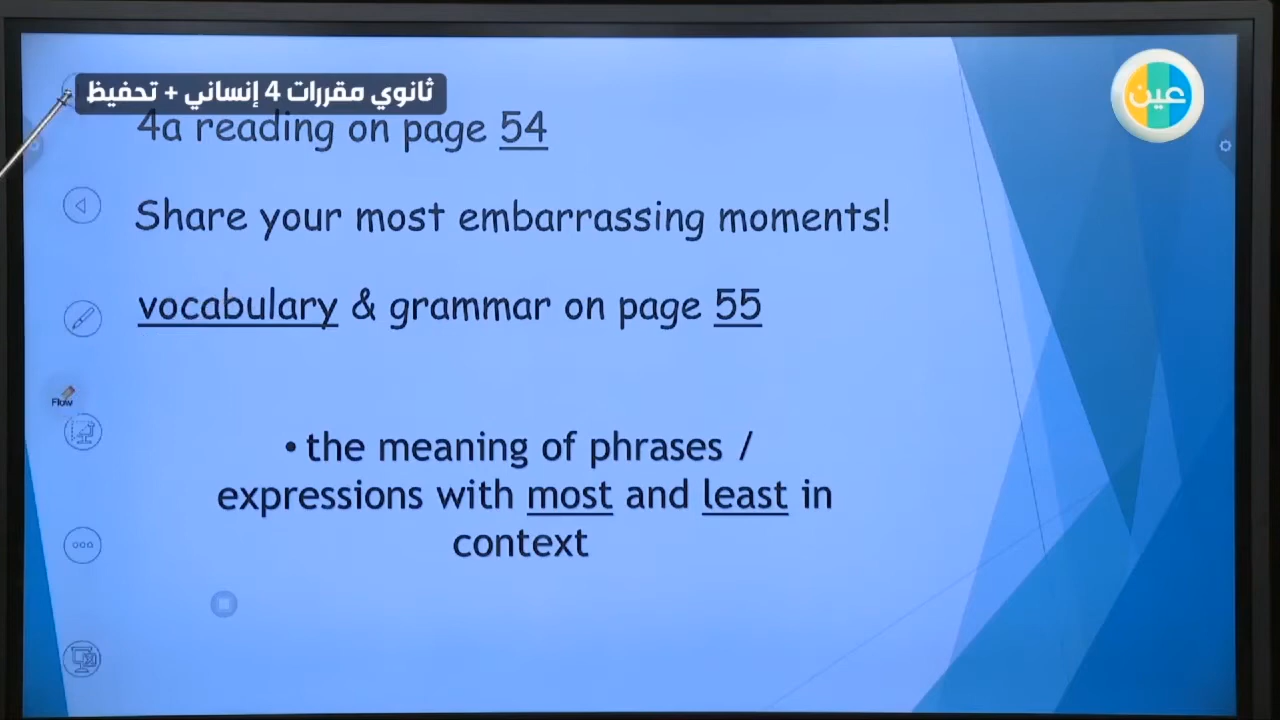 ثانوي مقررات 4 إنساني + تحفيظ
عين
4a reading on page 54
Share your most embarrassing moments!
vocabulary & grammar on page 55
Flow
• the meaning of phrases /
expressions with most and least in
context